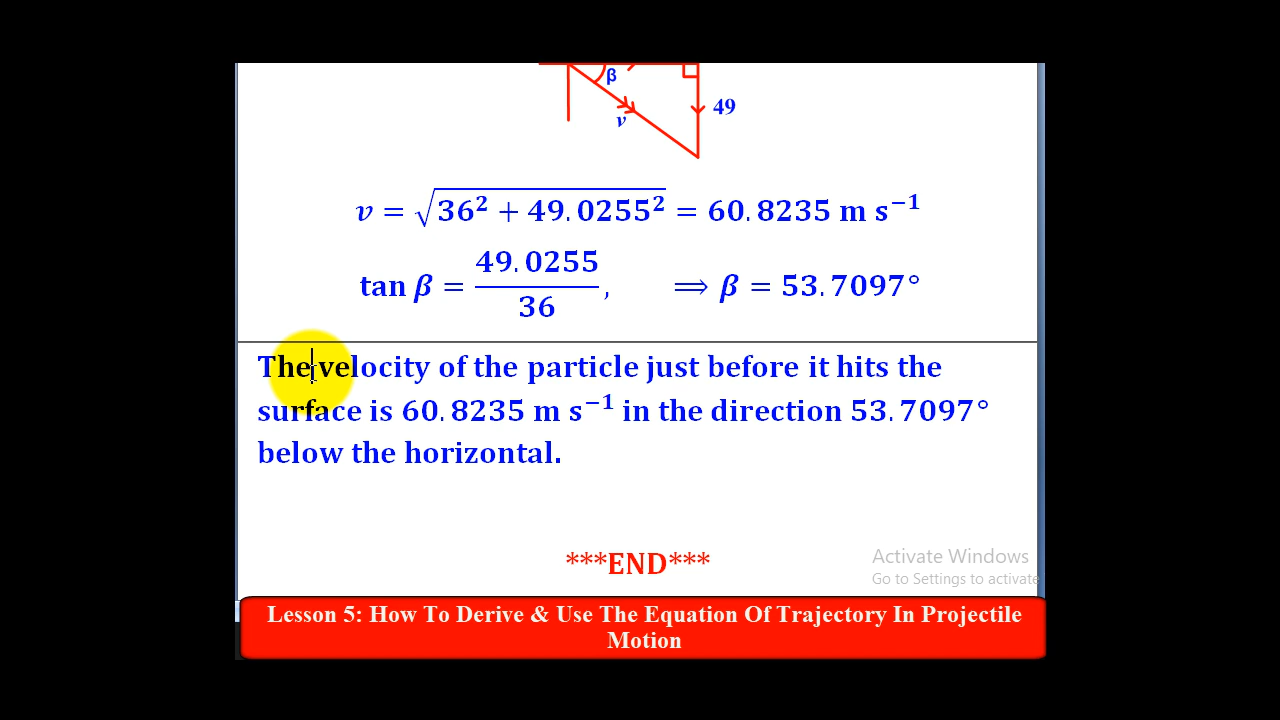 β
49
v
v = √36² + 49.0255² = 60.8235 m s⁻¹
tan β = 49.0255/36, ⟹ β = 53.7097°
The velocity of the particle just before it hits the
surface is 60.8235 m s⁻¹ in the direction 53.7097°
below the horizontal.
***END***
Activate Windows
Go to Settings to activate
Lesson 5: How To Derive & Use The Equation Of Trajectory In Projectile
Motion